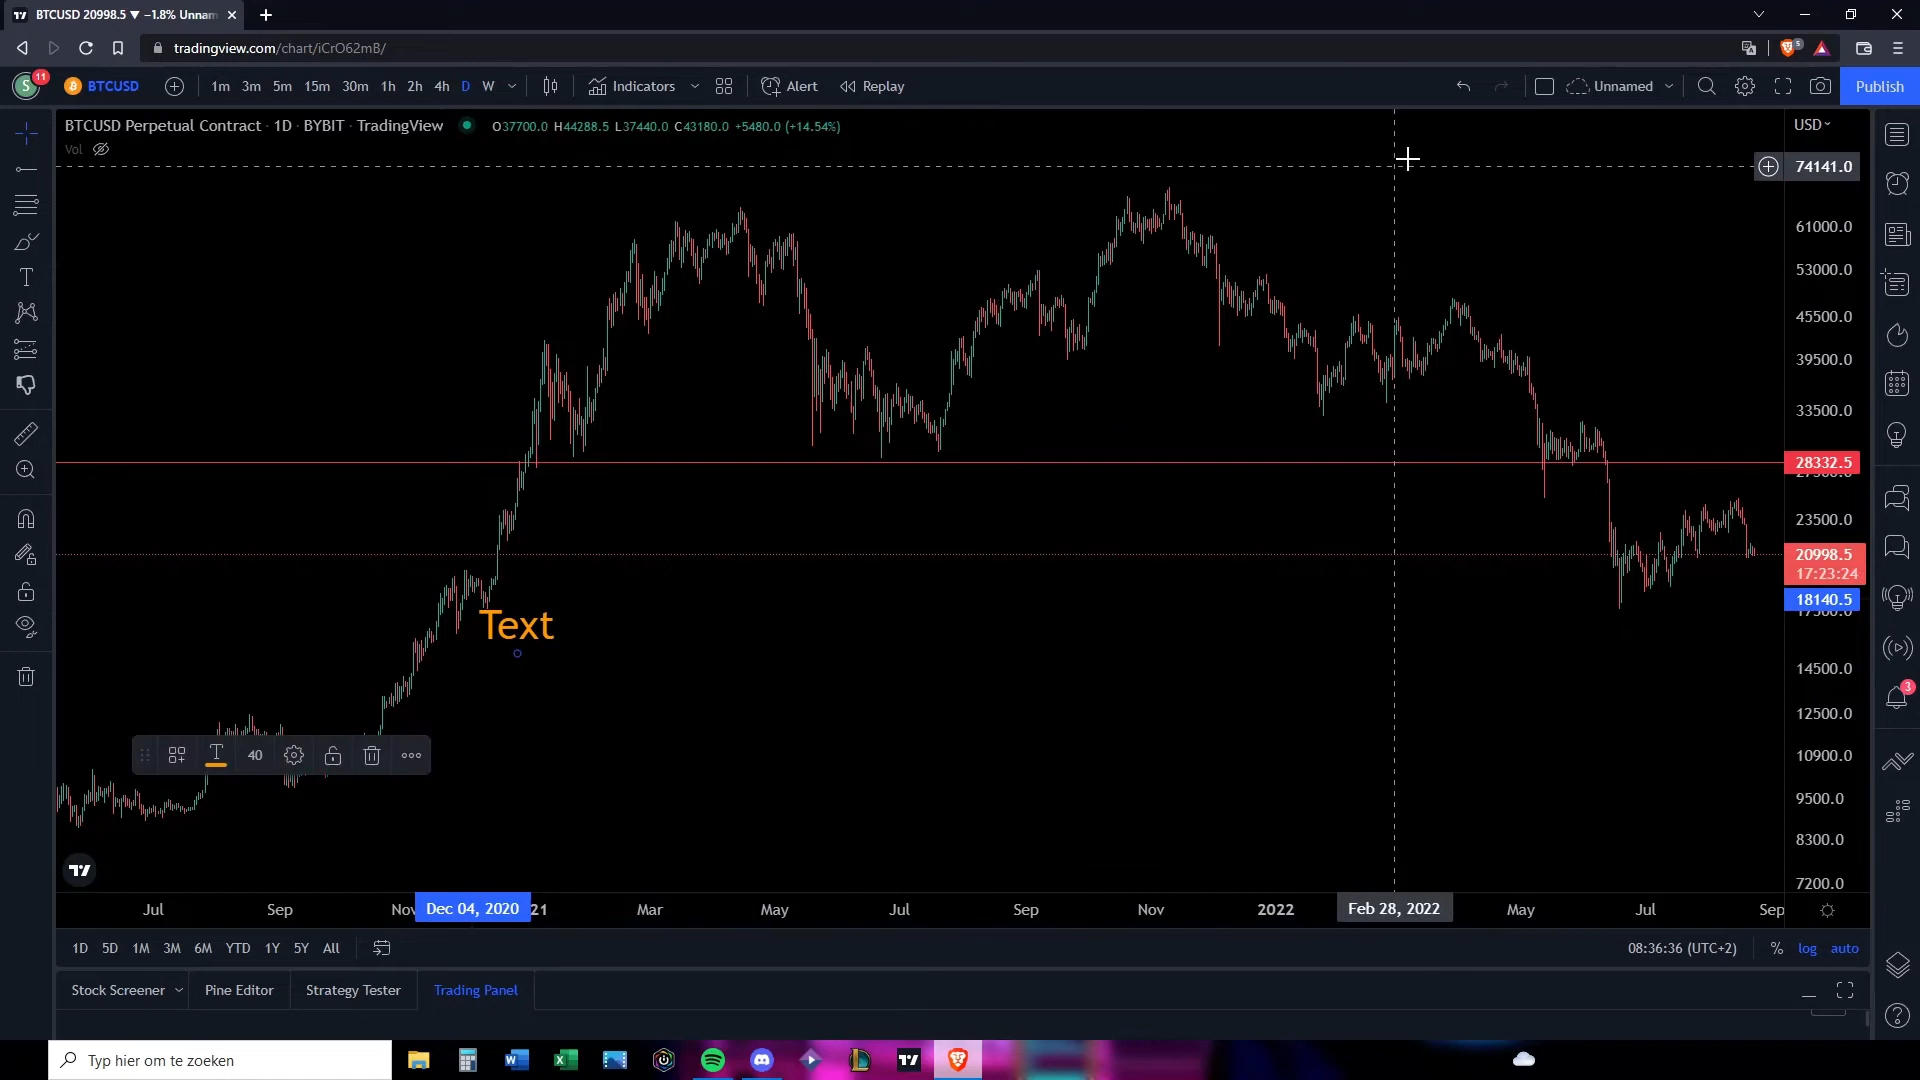 BTCUSD 20998.5 ▼ −1.8% Unnam
tradingview.com/chart/iCrO62mB/
5
S 11 BTCUSD 1m 3m 5m 15m 30m 1h 2h 4h D W Indicators Alert Replay Unnamed Publish
BTCUSD Perpetual Contract · 1D · BYBIT · TradingView O37700.0 H44288.5 L37440.0 C43180.0 +5480.0 (+14.54%)
Vol
USD
74141.0
61000.0
53000.0
45500.0
39500.0
33500.0
28332.5
23500.0
20998.5
17:23:24
18140.5
14500.0
12500.0
10900.0
9500.0
8300.0
7200.0
3
Text
40
Jul Sep Nov Dec 04, 2020 21 Mar May Jul Sep Nov 2022 Feb 28, 2022 May Jul Sep
1D 5D 1M 3M 6M YTD 1Y 5Y All 08:36:36 (UTC+2) % log auto
Stock Screener Pine Editor Strategy Tester Trading Panel
Typ hier om te zoeken